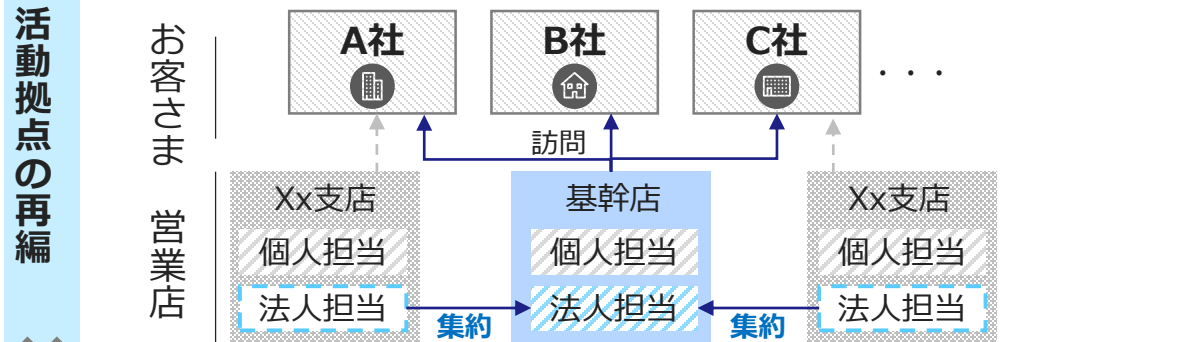 活動拠点の再編
お客さま
A社
B社
C社
・・・
訪問
営業店
Xx支店
基幹店
Xx支店
個人担当
個人担当
個人担当
法人担当
集約
法人担当
集約
法人担当